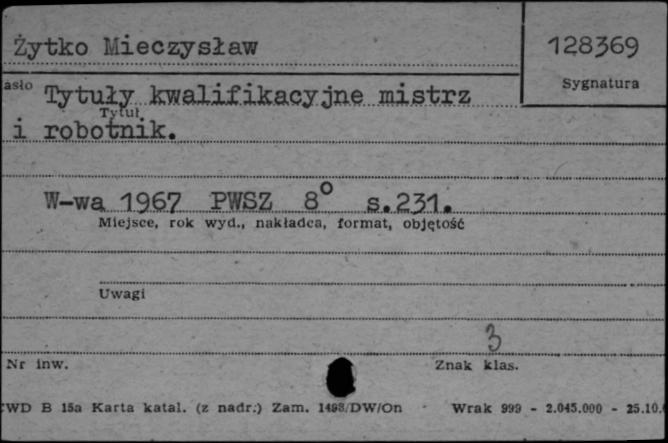 Żytko Mieczysław
128369
Sygnatura
asło
Tytuły kwalifikacyjne mistrz
Tytuł
i robotnik.
W-wa 1967 PWSZ 8° s.231.
Miejsce, rok wyd., nakładca, format, objętość
Uwagi
3
Nr inw.
Znak klas.
WD B 15a Karta katal. (z nadr.) Zam. 1498/DW/On Wrak 999 - 2.045.000 - 25.10.